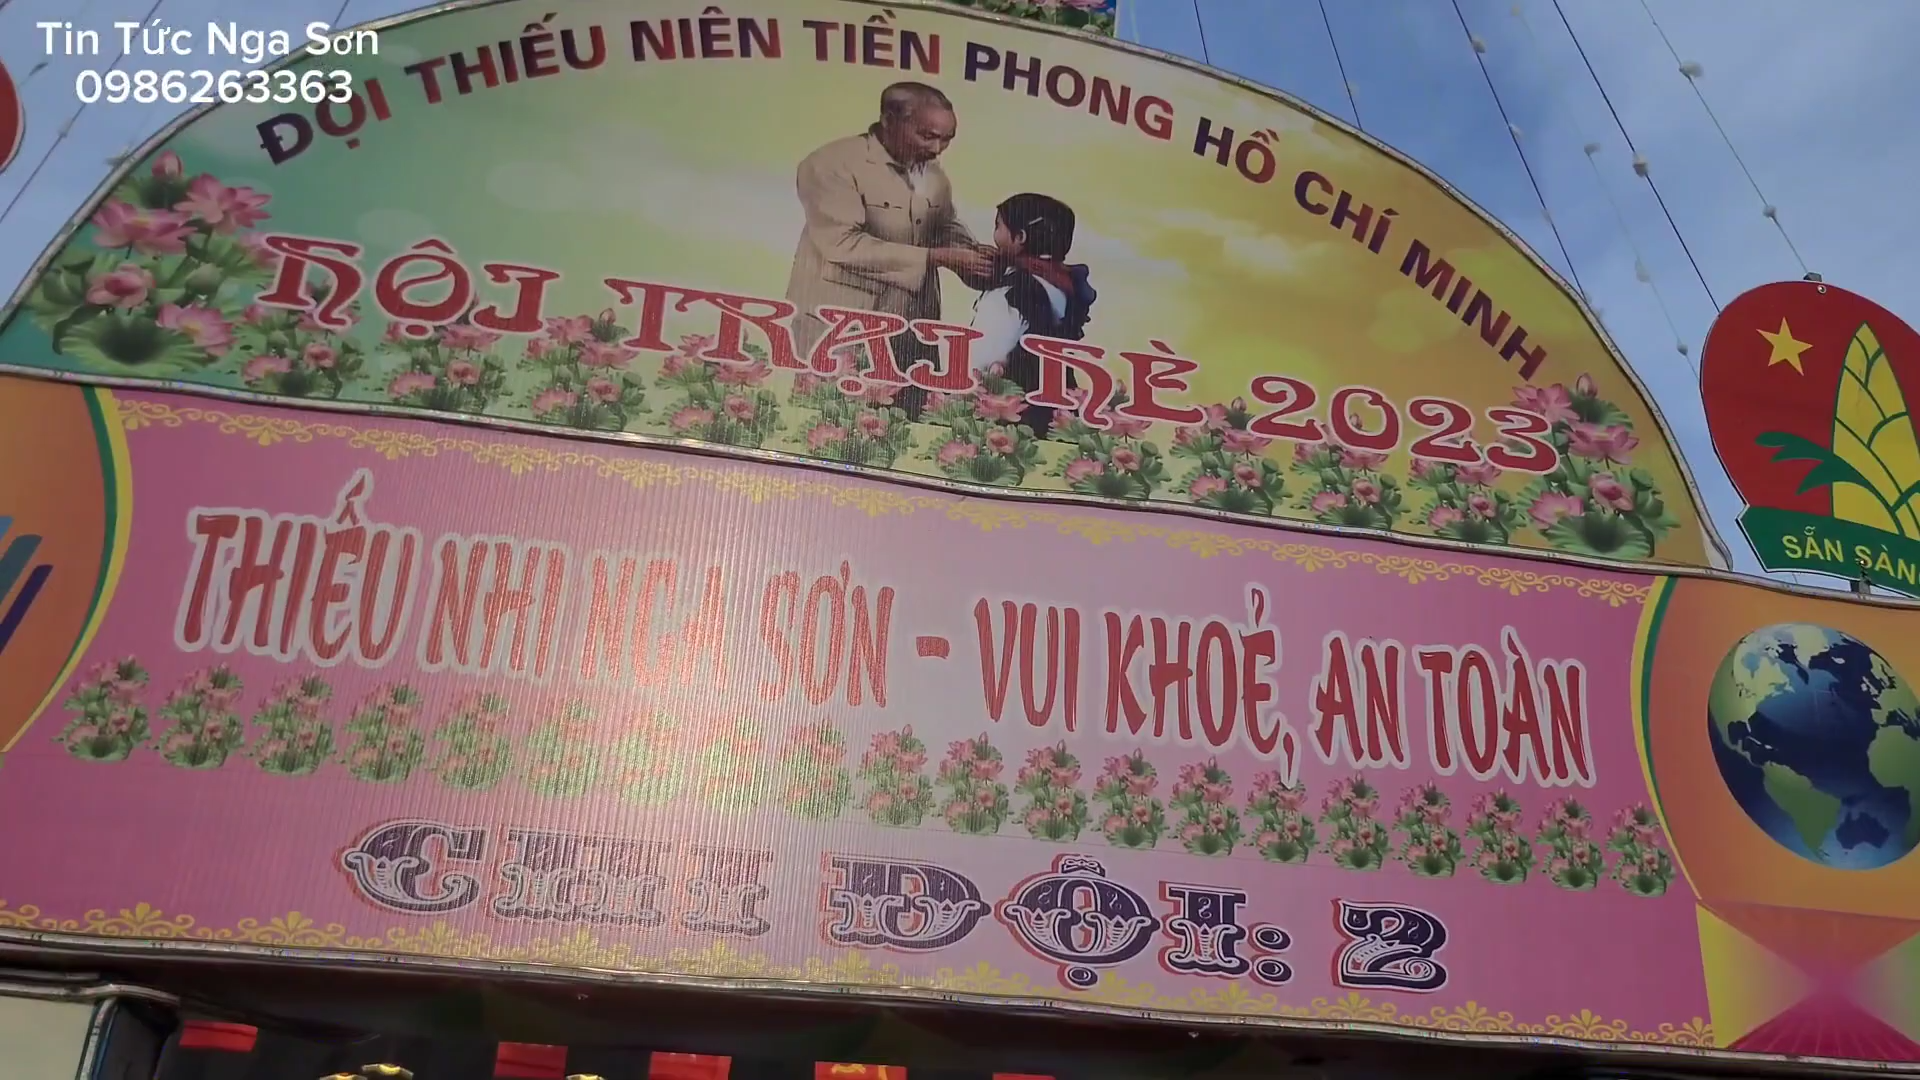 Tin Tức Nga Sơn
0986263363
ĐỘI THIẾU NIÊN TIỀN PHONG HỒ CHÍ MINH
HỘI TRẠI HÈ 2023
SẴN SÀNG
THIẾU NHI NGA SƠN - VUI KHOẺ, AN TOÀN
CHI ĐỘI: 2